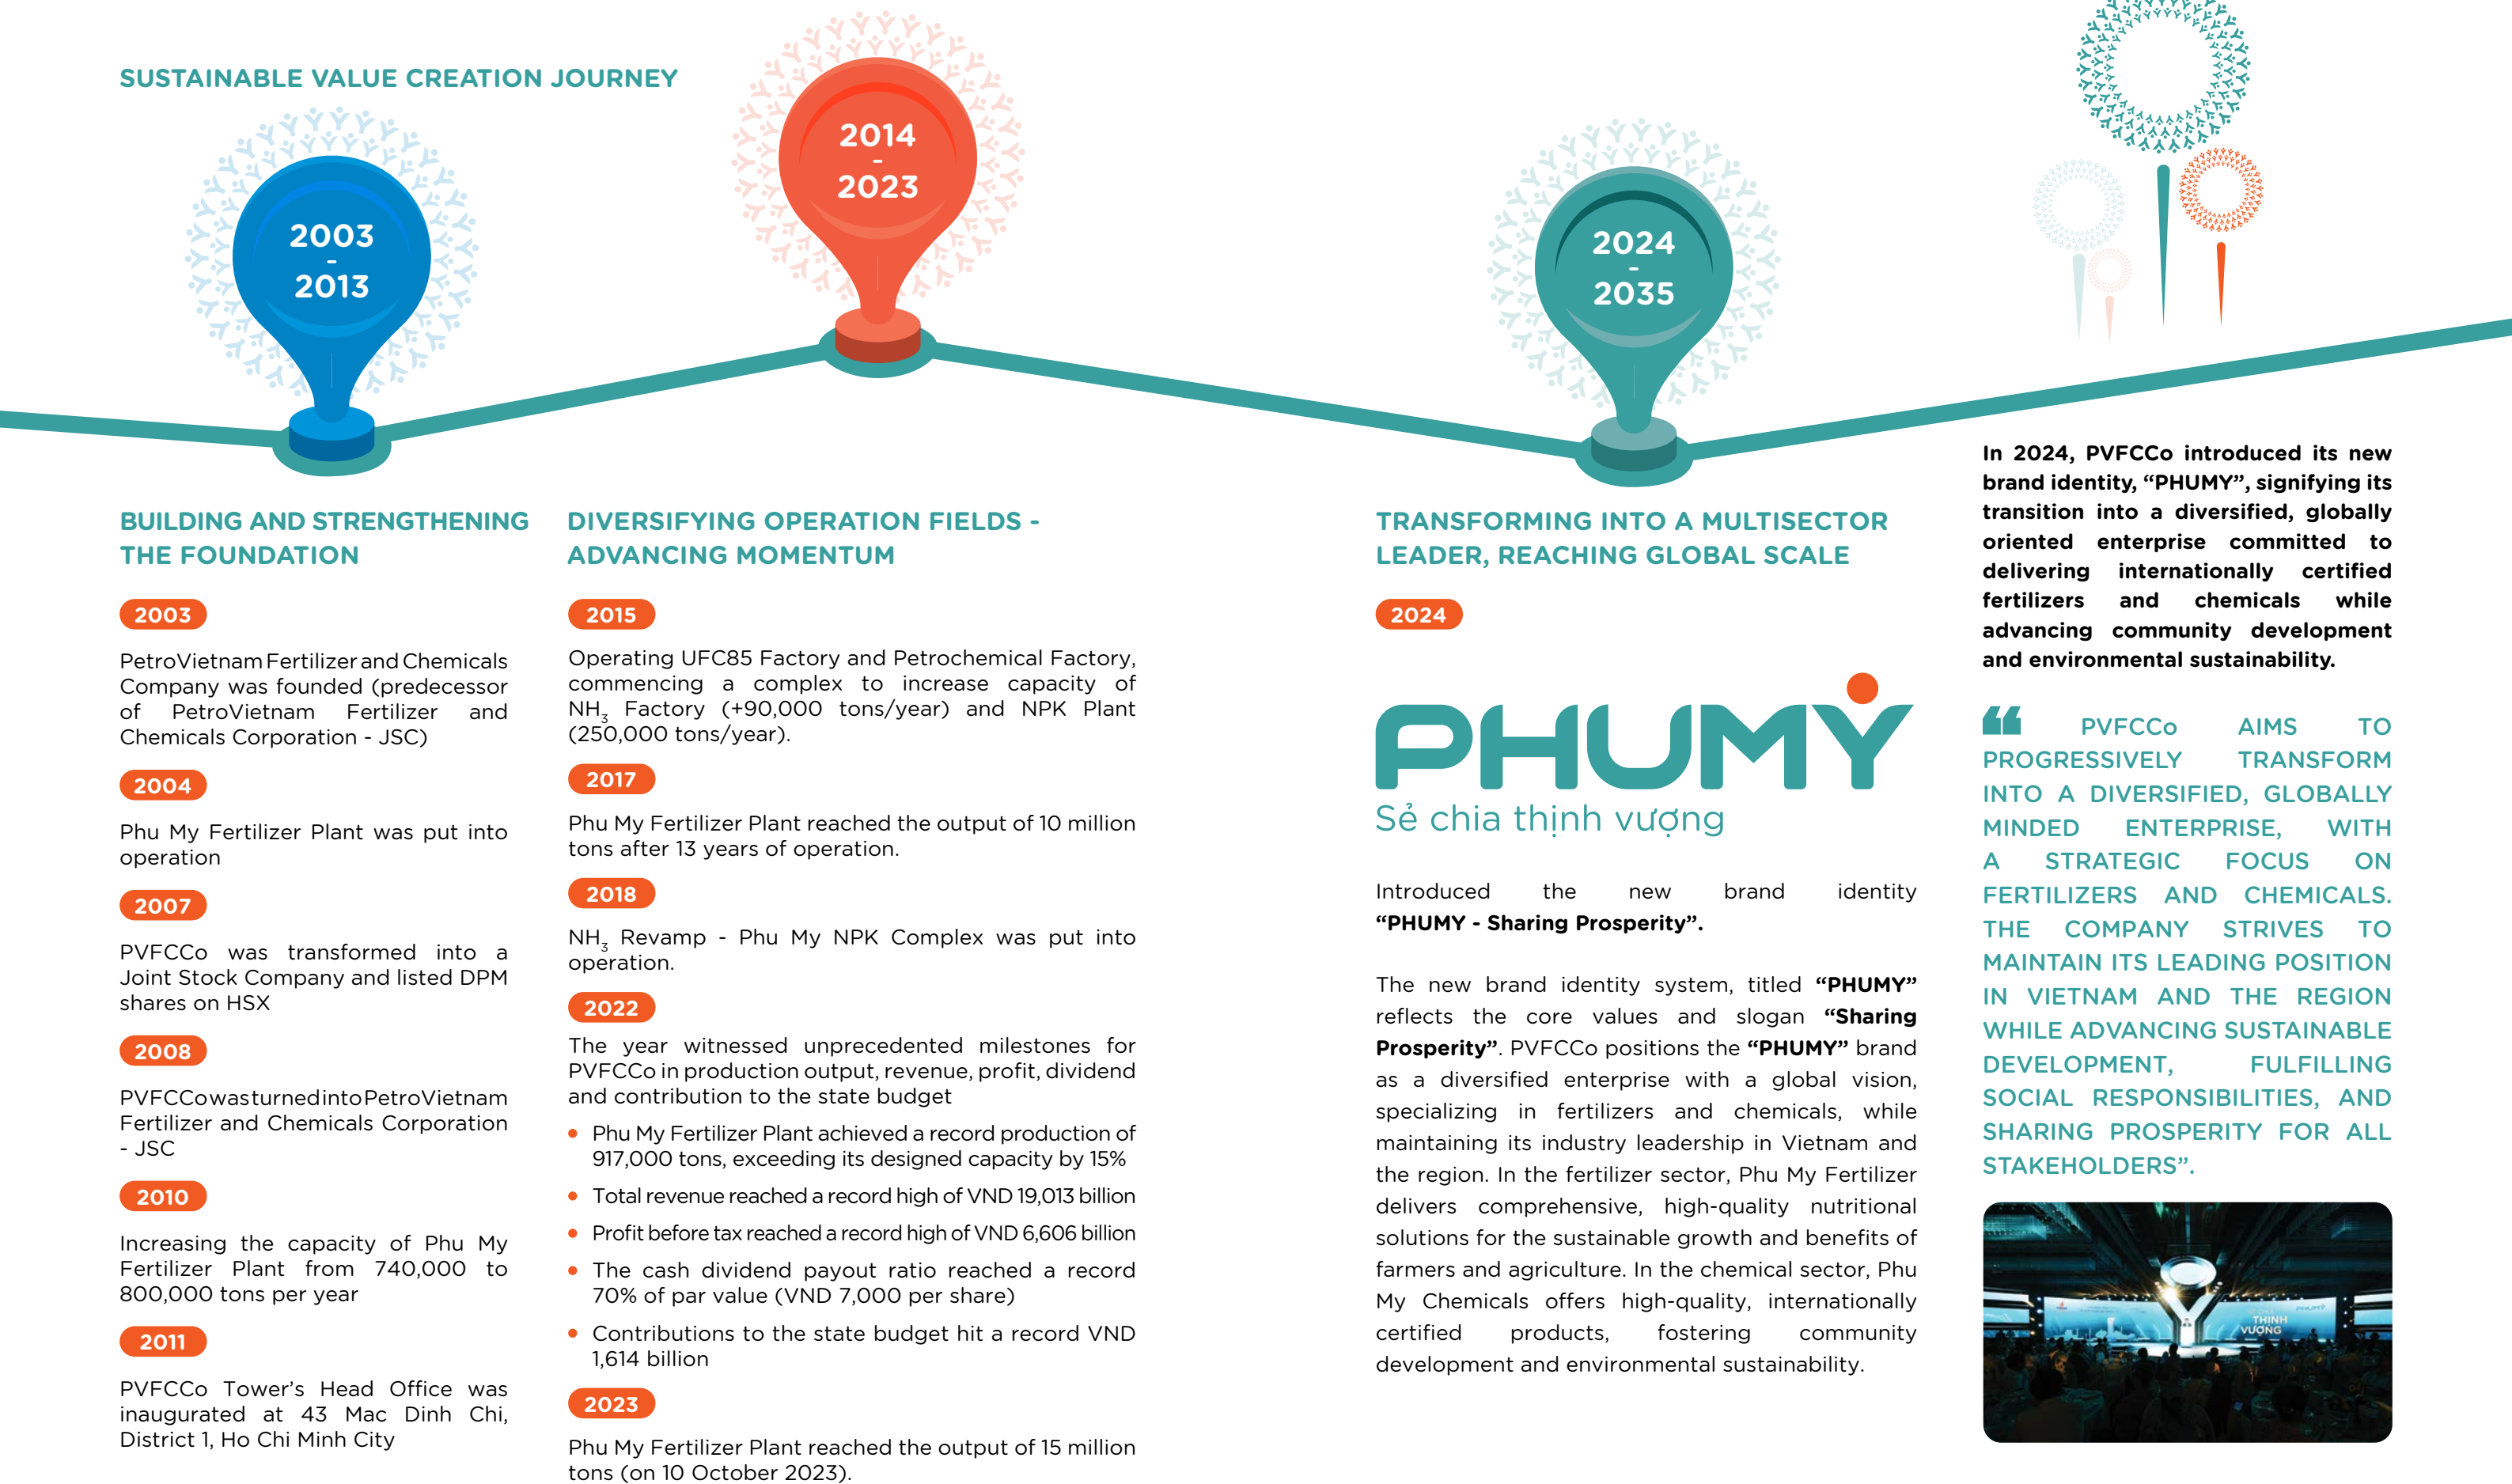 SUSTAINABLE VALUE CREATION JOURNEY
2003
-
2013
2014
-
2023
2024
-
2035
BUILDING AND STRENGTHENING
THE FOUNDATION
2003
PetroVietnam Fertilizer and Chemicals
Company was founded (predecessor
of PetroVietnam Fertilizer and
Chemicals Corporation - JSC)
2004
Phu My Fertilizer Plant was put into
operation
2007
PVFCCo was transformed into a
Joint Stock Company and listed DPM
shares on HSX
2008
PVFCCo was turned into PetroVietnam
Fertilizer and Chemicals Corporation
- JSC
2010
Increasing the capacity of Phu My
Fertilizer Plant from 740,000 to
800,000 tons per year
2011
PVFCCo Tower’s Head Office was
inaugurated at 43 Mac Dinh Chi,
District 1, Ho Chi Minh City
DIVERSIFYING OPERATION FIELDS -
ADVANCING MOMENTUM
2015
Operating UFC85 Factory and Petrochemical Factory,
commencing a complex to increase capacity of
NH₃ Factory (+90,000 tons/year) and NPK Plant
(250,000 tons/year).
2017
Phu My Fertilizer Plant reached the output of 10 million
tons after 13 years of operation.
2018
NH₃ Revamp - Phu My NPK Complex was put into
operation.
2022
The year witnessed unprecedented milestones for
PVFCCo in production output, revenue, profit, dividend
and contribution to the state budget
• Phu My Fertilizer Plant achieved a record production of
917,000 tons, exceeding its designed capacity by 15%
• Total revenue reached a record high of VND 19,013 billion
• Profit before tax reached a record high of VND 6,606 billion
• The cash dividend payout ratio reached a record
70% of par value (VND 7,000 per share)
• Contributions to the state budget hit a record VND
1,614 billion
2023
Phu My Fertilizer Plant reached the output of 15 million
tons (on 10 October 2023).
TRANSFORMING INTO A MULTISECTOR
LEADER, REACHING GLOBAL SCALE
2024
PHUMY
Sẻ chia thịnh vượng
Introduced the new brand identity
“PHUMY - Sharing Prosperity”.
The new brand identity system, titled “PHUMY”
reflects the core values and slogan “Sharing
Prosperity”. PVFCCo positions the “PHUMY” brand
as a diversified enterprise with a global vision,
specializing in fertilizers and chemicals, while
maintaining its industry leadership in Vietnam and
the region. In the fertilizer sector, Phu My Fertilizer
delivers comprehensive, high-quality nutritional
solutions for the sustainable growth and benefits of
farmers and agriculture. In the chemical sector, Phu
My Chemicals offers high-quality, internationally
certified products, fostering community
development and environmental sustainability.
In 2024, PVFCCo introduced its new
brand identity, “PHUMY”, signifying its
transition into a diversified, globally
oriented enterprise committed to
delivering internationally certified
fertilizers and chemicals while
advancing community development
and environmental sustainability.
“ PVFCCo AIMS TO
PROGRESSIVELY TRANSFORM
INTO A DIVERSIFIED, GLOBALLY
MINDED ENTERPRISE, WITH
A STRATEGIC FOCUS ON
FERTILIZERS AND CHEMICALS.
THE COMPANY STRIVES TO
MAINTAIN ITS LEADING POSITION
IN VIETNAM AND THE REGION
WHILE ADVANCING SUSTAINABLE
DEVELOPMENT, FULFILLING
SOCIAL RESPONSIBILITIES, AND
SHARING PROSPERITY FOR ALL
STAKEHOLDERS”.
PHUMY
THỊNH
VƯỢNG